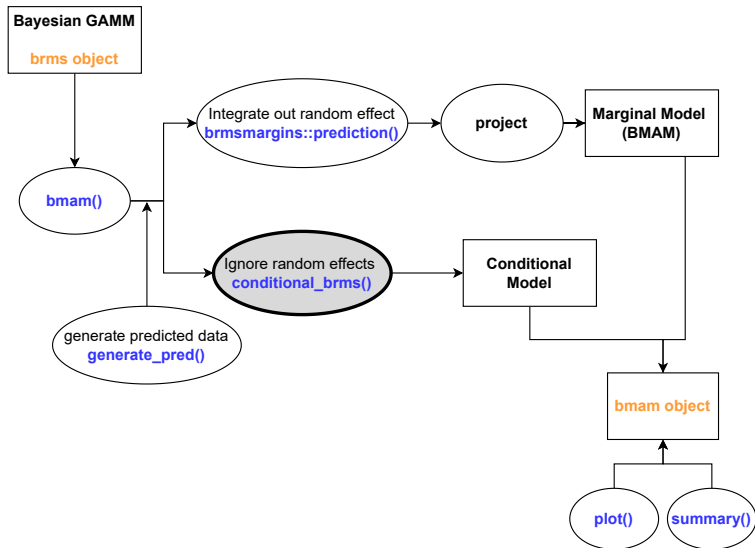 Bayesian GAMM
brms object
Integrate out random effect
brmsmargins::prediction()
project
Marginal Model
(BMAM)
bmam()
Ignore random effects
conditional_brms()
Conditional
Model
generate predicted data
generate_pred()
bmam object
plot()
summary()